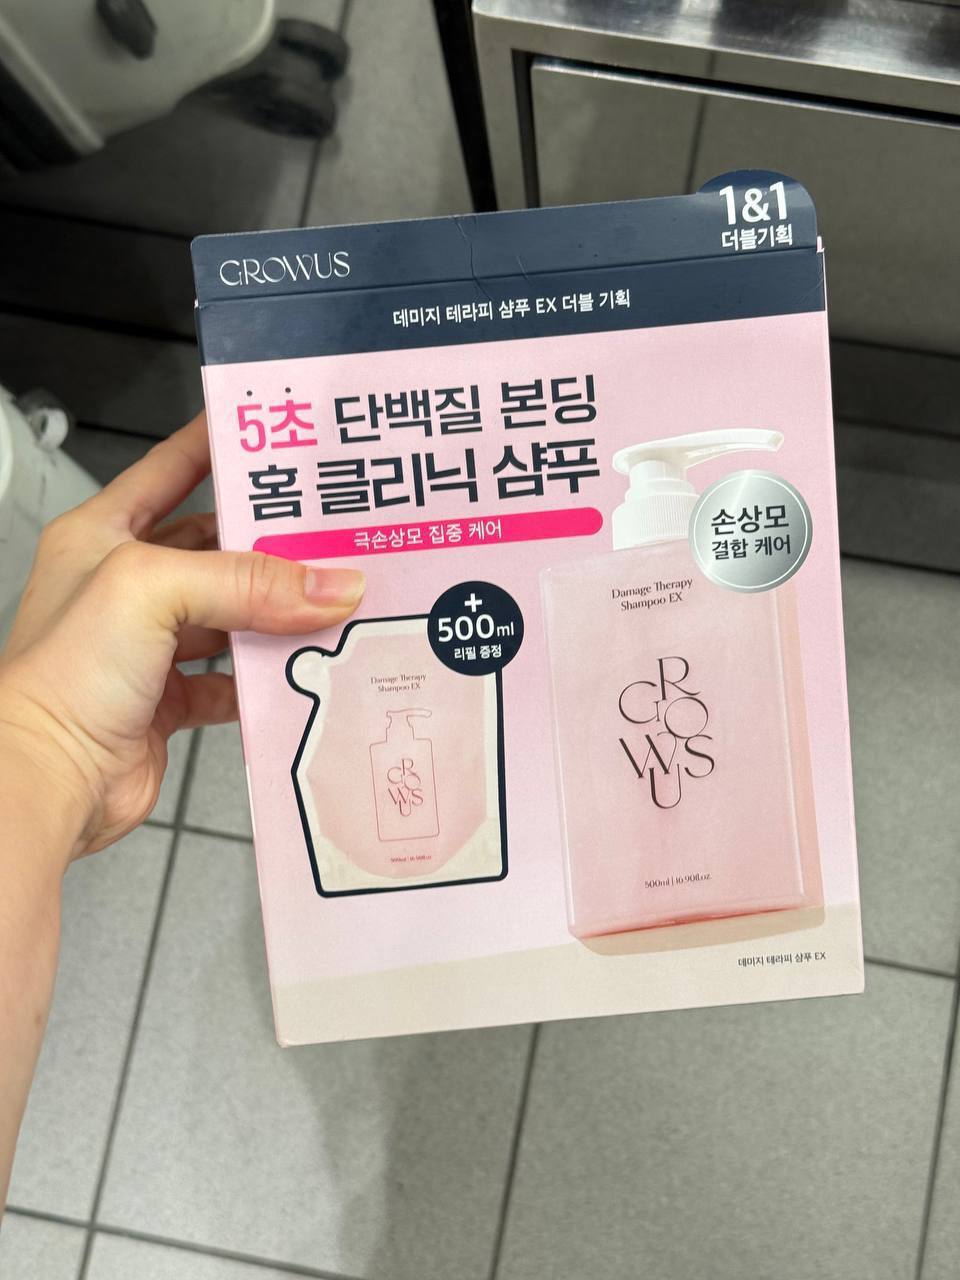 1&1
더블기획
GROWUS
데미지 테라피 샴푸 EX 더블 기획
5초 단백질 본딩
홈 클리닉 샴푸
극손상모 집중 케어
손상모
결합 케어
+
500ml
리필 증정
Damage Therapy
Shampoo EX
GROWUS
500ml | 16.90fl.oz
Damage Therapy
Shampoo EX
GROWUS
500ml | 16.90fl.oz.
데미지 테라피 샴푸 EX